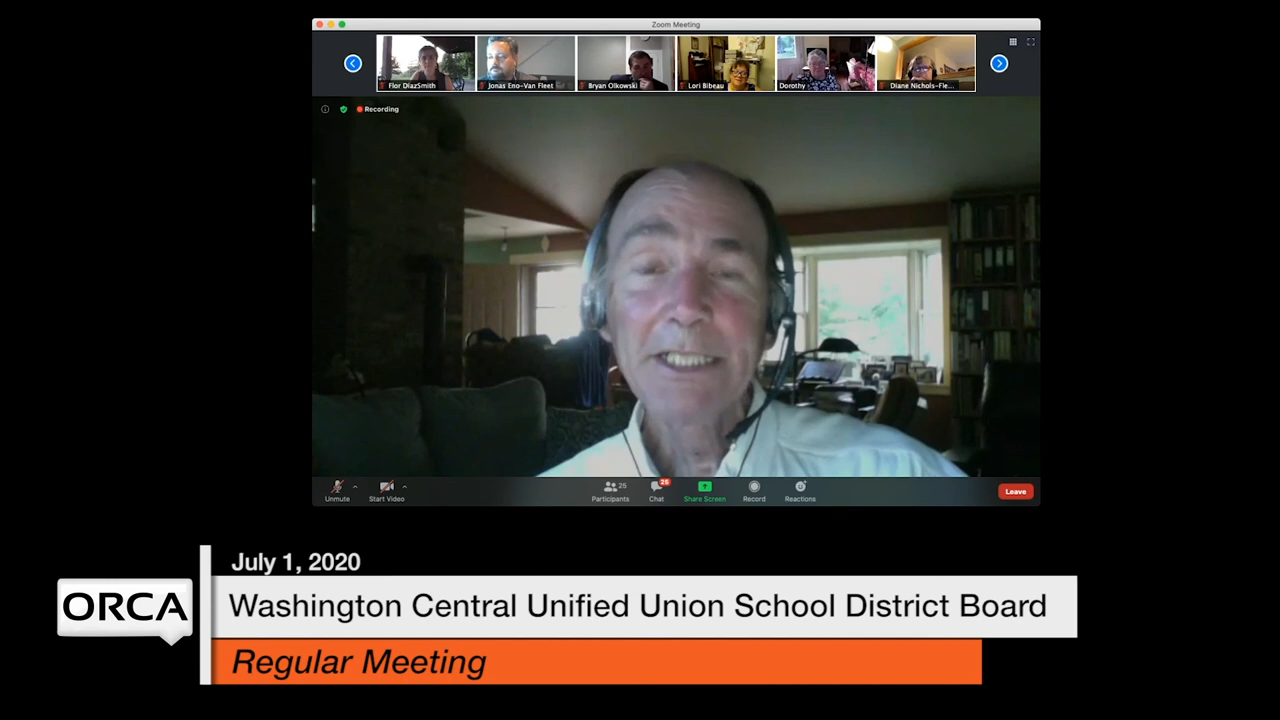 Zoom Meeting
Flor DiazSmith
Jonas Eno-Van Fleet
Bryan Olkowski
Lori Bibeau
Dorothy
Diane Nichols-Fle...
Recording
Unmute
Start Video
Participants
25
Chat
25
Share Screen
Record
Reactions
Leave
July 1, 2020
ORCA
Washington Central Unified Union School District Board
Regular Meeting